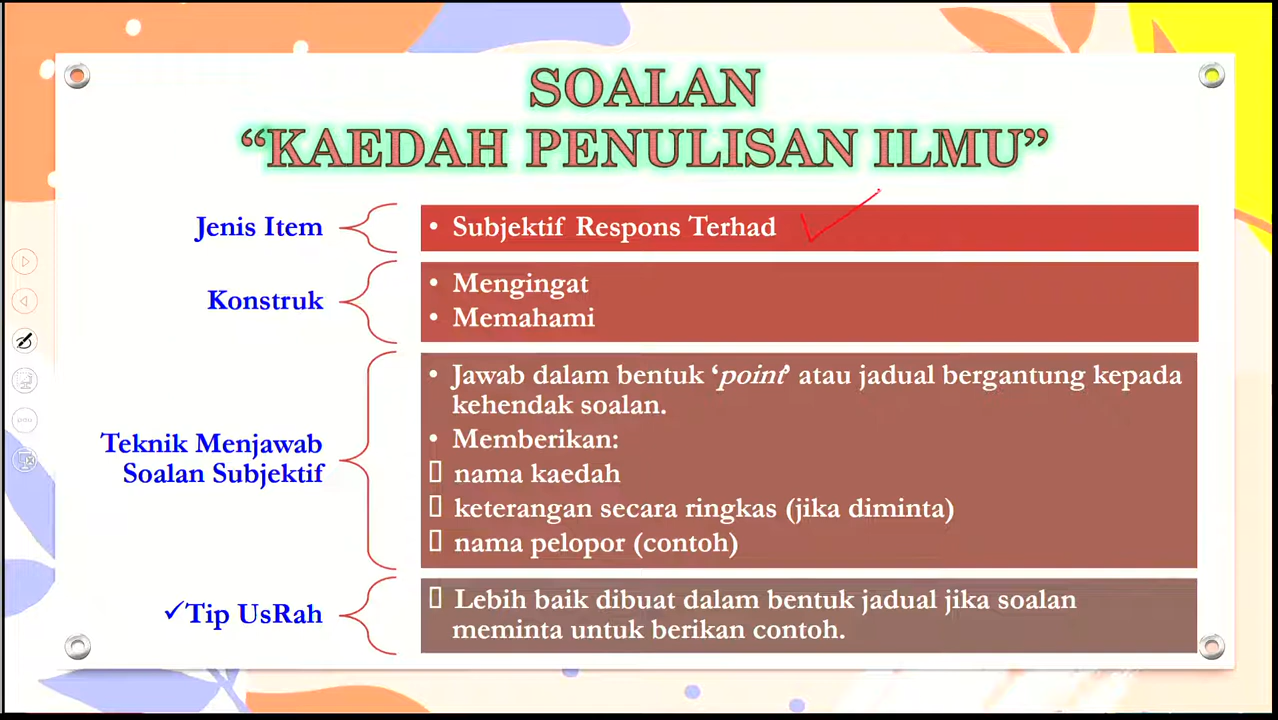 SOALAN
“KAEDAH PENULISAN ILMU”
Jenis Item
• Subjektif Respons Terhad
Konstruk
• Mengingat
• Memahami
Teknik Menjawab
Soalan Subjektif
• Jawab dalam bentuk ‘point’ atau jadual bergantung kepada
kehendak soalan.
• Memberikan:
▯ nama kaedah
▯ keterangan secara ringkas (jika diminta)
▯ nama pelopor (contoh)
✓Tip UsRah
▯ Lebih baik dibuat dalam bentuk jadual jika soalan
meminta untuk berikan contoh.